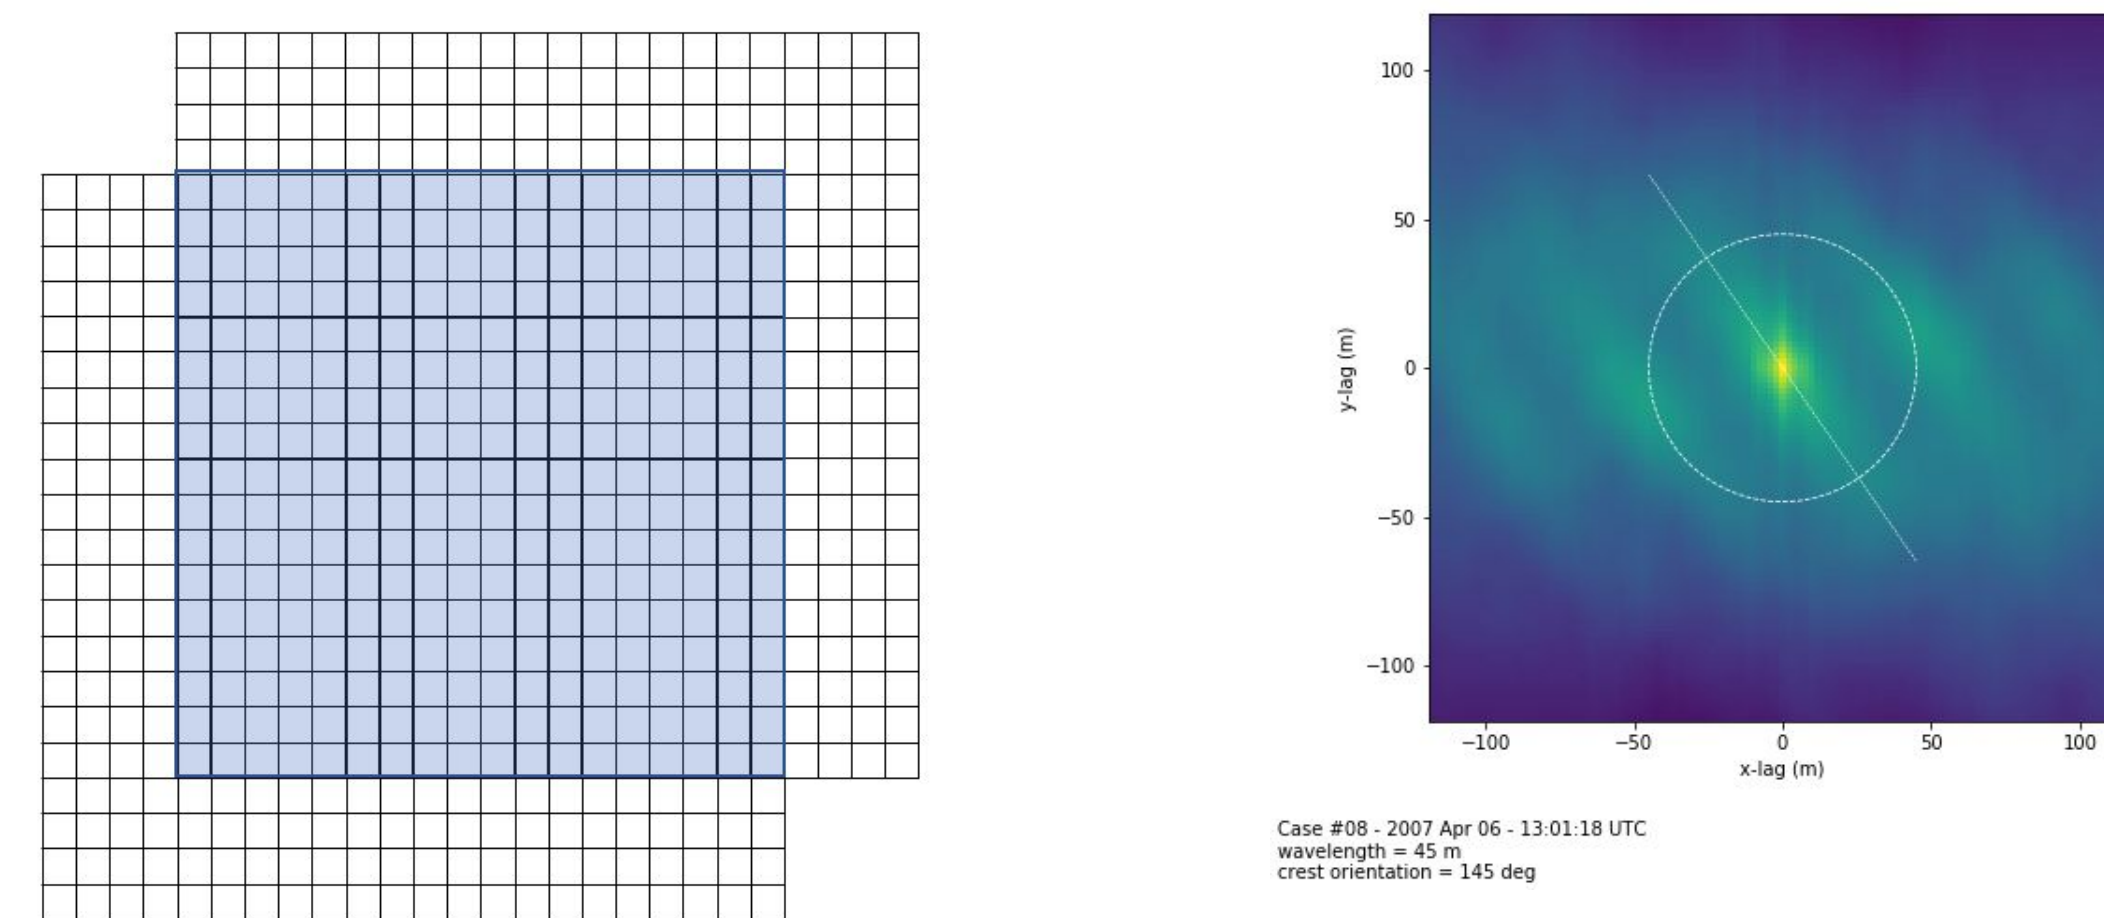 100
50
0
−50
−100
y-lag (m)
−100 −50 0 50 100
x-lag (m)
Case #08 - 2007 Apr 06 - 13:01:18 UTC
wavelength = 45 m
crest orientation = 145 deg